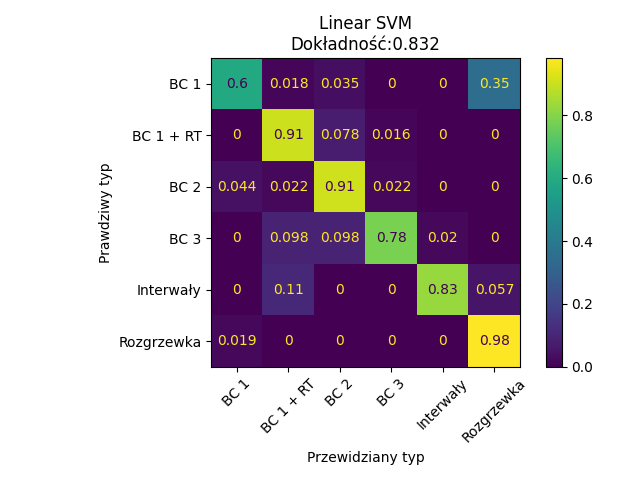 Linear SVM
Dokładność:0.832
BC 1 0.6 0.018 0.035 0 0 0.35
BC 1 + RT 0 0.91 0.078 0.016 0 0
BC 2 0.044 0.022 0.91 0.022 0 0
BC 3 0 0.098 0.098 0.78 0.02 0
Interwały 0 0.11 0 0 0.83 0.057
Rozgrzewka 0.019 0 0 0 0 0.98
BC 1 BC 1 + RT BC 2 BC 3 Interwały Rozgrzewka
Przewidziany typ
Prawdziwy typ
0.8
0.6
0.4
0.2
0.0